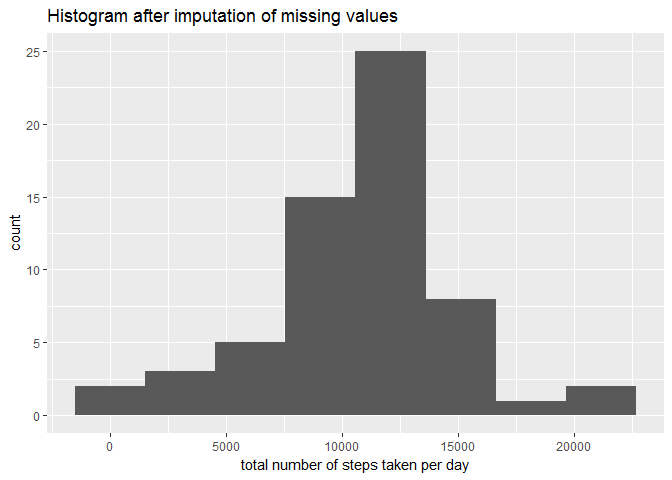 Histogram after imputation of missing values
25
20
15
10
5
0
count
0 5000 10000 15000 20000
total number of steps taken per day